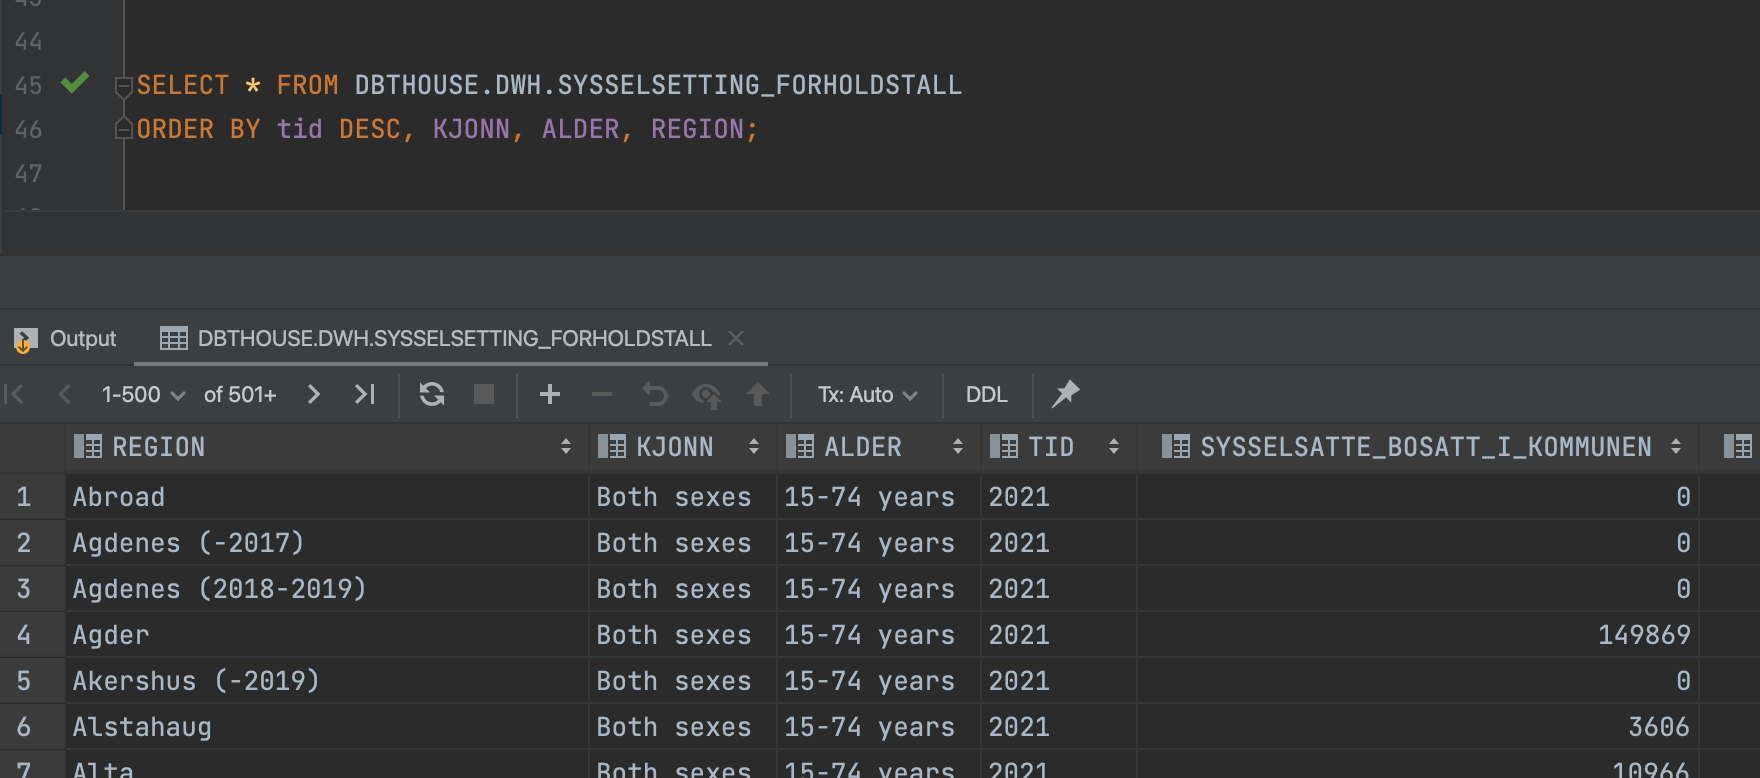 44
45 SELECT * FROM DBTHOUSE.DWH.SYSSELSETTING_FORHOLDSTALL
46 ORDER BY tid DESC, KJONN, ALDER, REGION;
47
Output DBTHOUSE.DWH.SYSSELSETTING_FORHOLDSTALL
1-500 of 501+ Tx: Auto DDL
REGION KJONN ALDER TID SYSSELSATTE_BOSATT_I_KOMMUNEN
1 Abroad Both sexes 15-74 years 2021 0
2 Agdenes (-2017) Both sexes 15-74 years 2021 0
3 Agdenes (2018-2019) Both sexes 15-74 years 2021 0
4 Agder Both sexes 15-74 years 2021 149869
5 Akershus (-2019) Both sexes 15-74 years 2021 0
6 Alstahaug Both sexes 15-74 years 2021 3606
7 Alta Both sexes 15-74 years 2021 10966